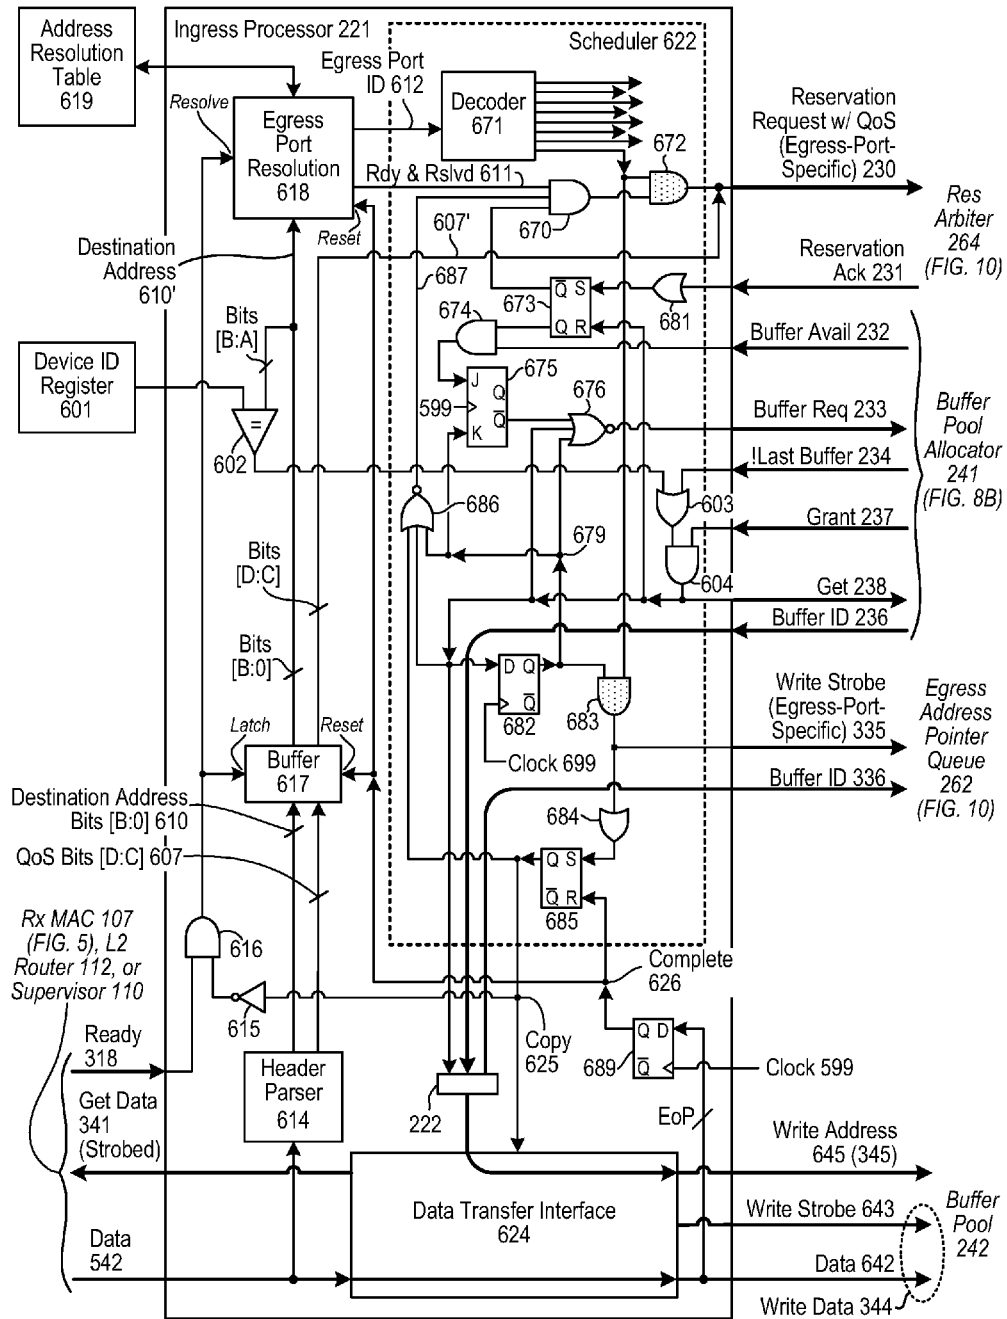 Address
Resolution
Table
619
Ingress Processor 221
Scheduler 622
Egress Port
ID 612
Resolve
Egress
Port
Resolution
618
Decoder
671
672
Reservation
Request w/ QoS
(Egress-Port-
Specific) 230
Rdy & Rslvd 611
670
Reset
607'
Res
Arbiter
264
(FIG. 10)
Destination
Address
610'
687
Reservation
Ack 231
Q S
673
Q R
681
674
Bits
[B:A]
Buffer Avail 232
Device ID
Register
601
675
J
Q
599
Q
K
676
=
602
Buffer Req 233
Buffer
Pool
Allocator
241
(FIG. 8B)
!Last Buffer 234
603
686
Grant 237
679
604
Bits
[D:C]
Get 238
Buffer ID 236
Bits
[B:0]
D Q
Q
682
683
Write Strobe
(Egress-Port-
Specific) 335
Egress
Address
Pointer
Queue
262
(FIG. 10)
Latch
Reset
Buffer
617
Clock 699
Buffer ID 336
Destination Address
Bits [B:0] 610
684
QoS Bits [D:C] 607
Q S
Q R
685
Rx MAC 107
(FIG. 5), L2
Router 112, or
Supervisor 110
616
Complete
626
615
Ready
318
Copy
625
Q D
689
Q
Clock 599
Header
Parser
614
222
EoP
Get Data
341
(Strobed)
Write Address
645 (345)
Data Transfer Interface
624
Write Strobe 643
Buffer
Pool
242
Data
542
Data 642
Write Data 344